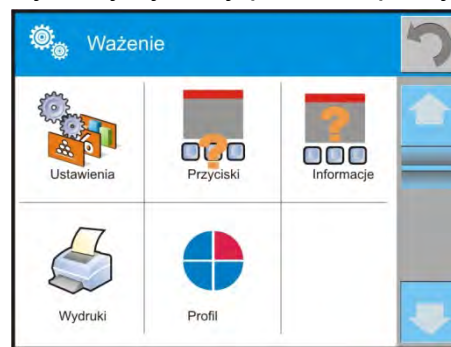 Ważenie
Ustawienia
Przyciski
Informacje
Wydruki
Profil